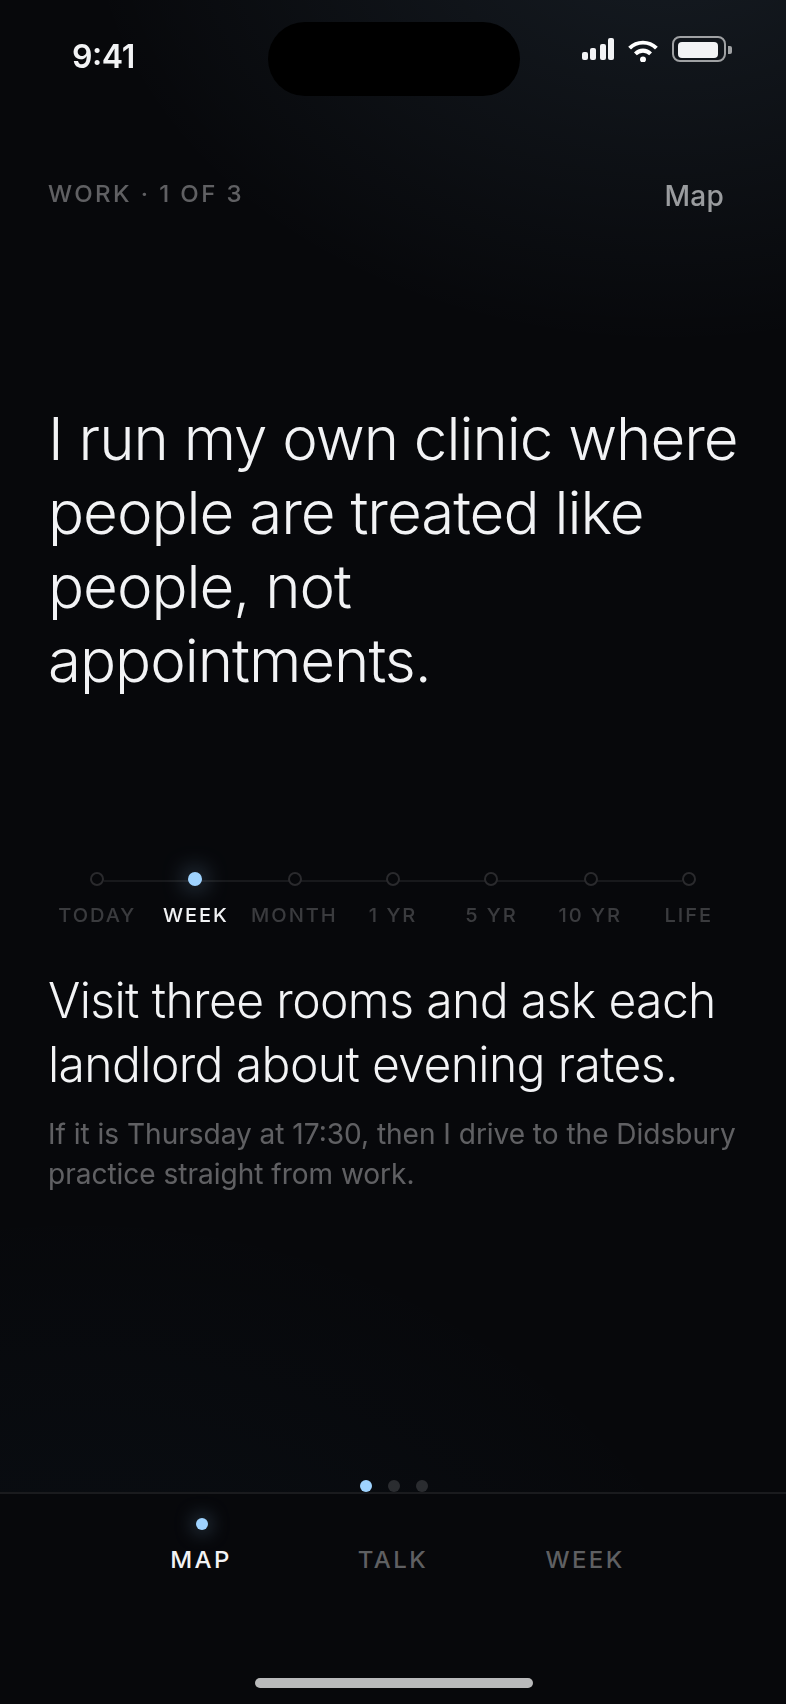 9:41
WORK · 1 OF 3
Map
I run my own clinic where
people are treated like
people, not
appointments.
TODAY WEEK MONTH 1 YR 5 YR 10 YR LIFE
Visit three rooms and ask each
landlord about evening rates.
If it is Thursday at 17:30, then I drive to the Didsbury
practice straight from work.
MAP TALK WEEK